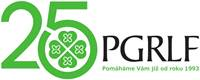 25 PGRLF
Pomáháme Vám již od roku 1993